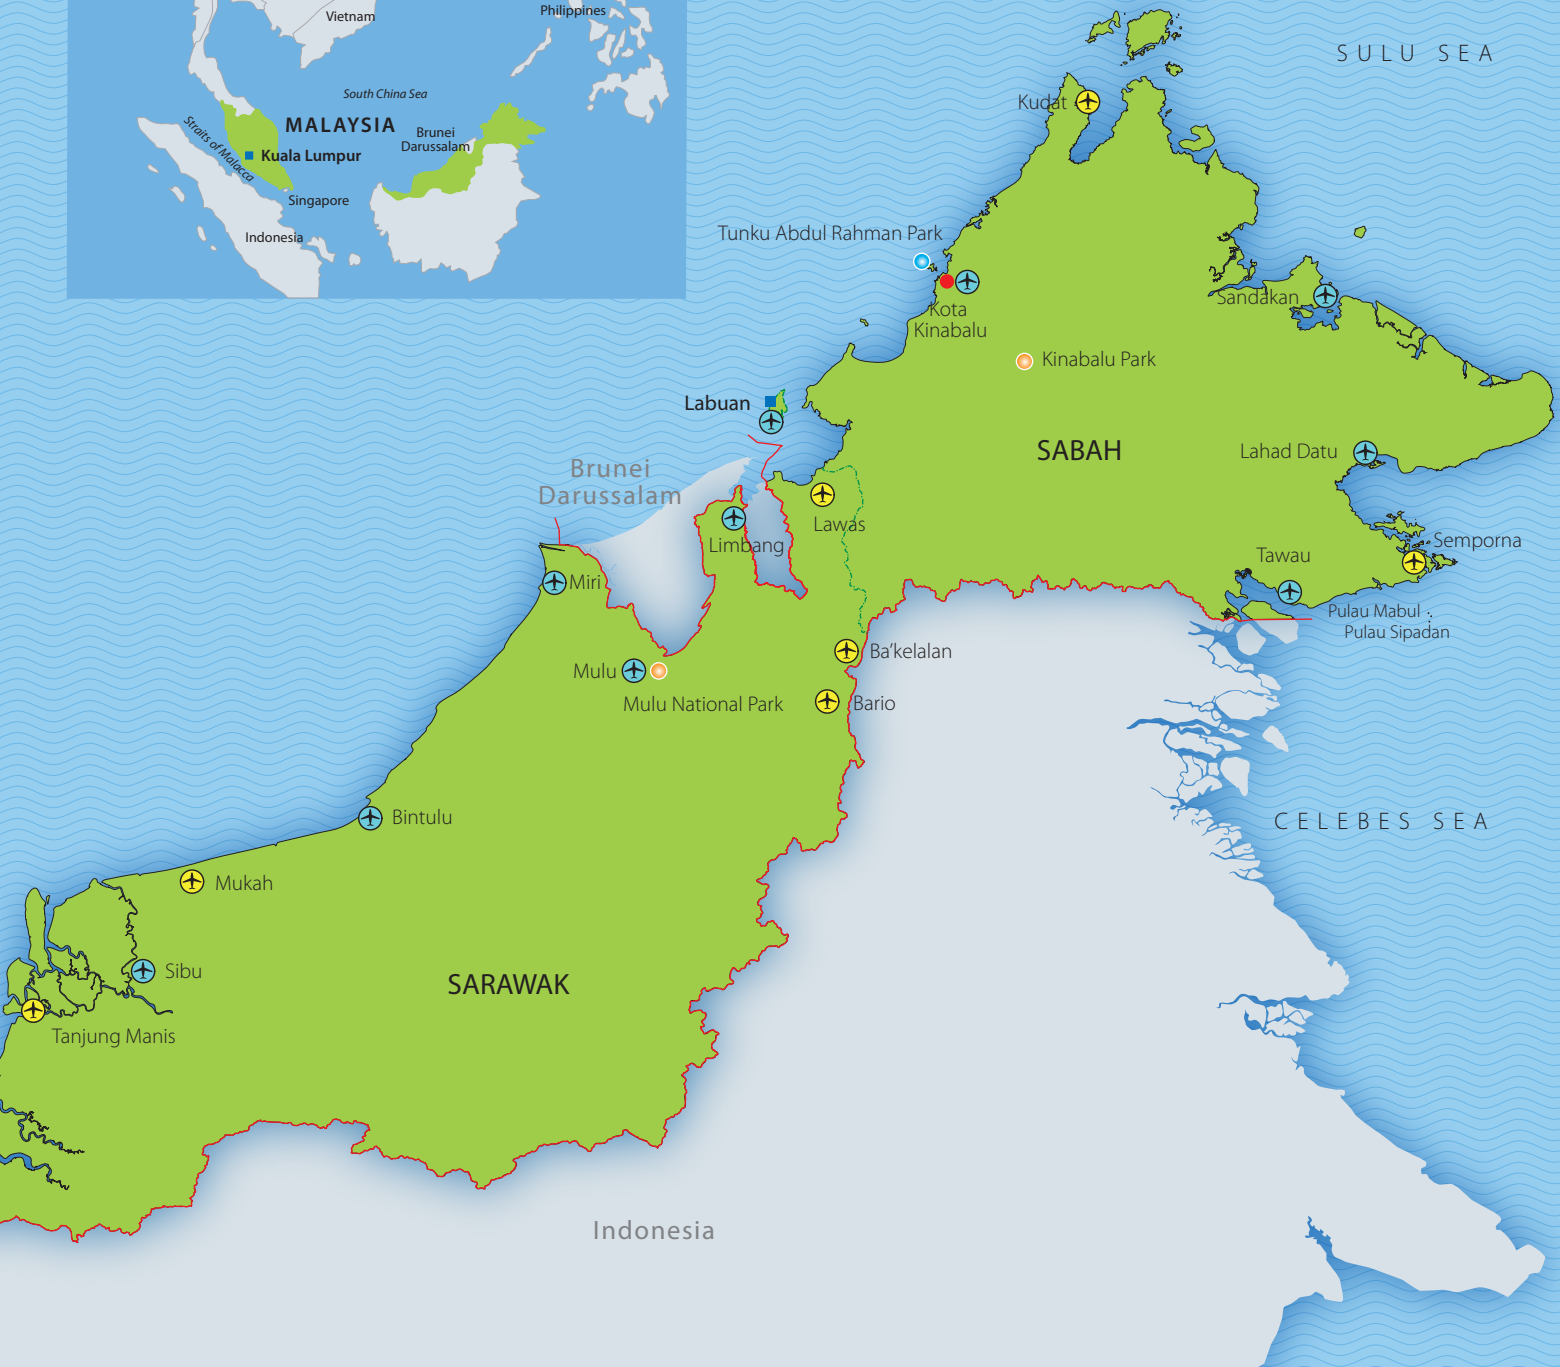 Vietnam
Philippines
South China Sea
MALAYSIA
Brunei
Darussalam
Straits of Malacca
Kuala Lumpur
Singapore
Indonesia
SULU SEA
Kudat
Tunku Abdul Rahman Park
Kota
Kinabalu
Sandakan
Kinabalu Park
Labuan
SABAH
Lahad Datu
Brunei
Darussalam
Lawas
Limbang
Semporna
Tawau
Miri
Pulau Mabul
Pulau Sipadan
Ba'kelalan
Mulu
Mulu National Park
Bario
Bintulu
CELEBES SEA
Mukah
Sibu
SARAWAK
Tanjung Manis
Indonesia